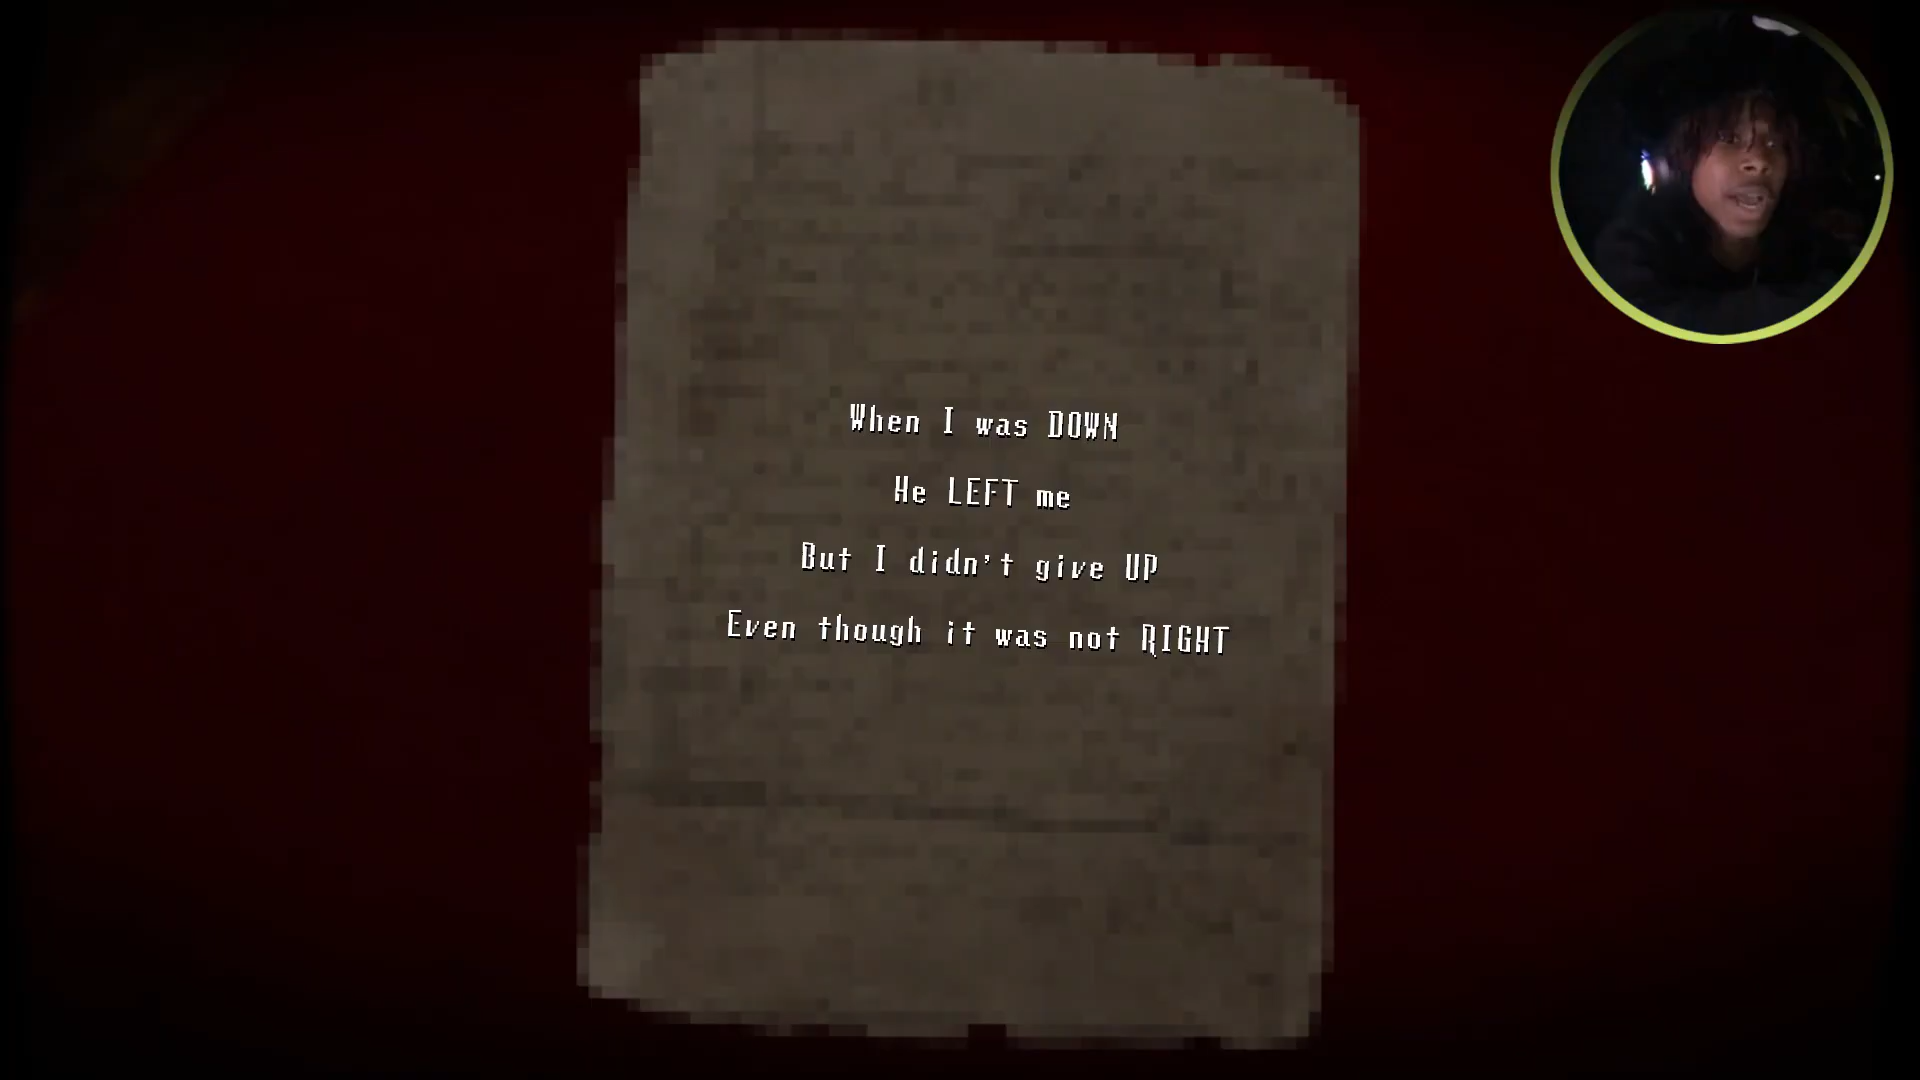 When I was DOWN
He LEFT me
But I didn't give UP
Even though it was not RIGHT